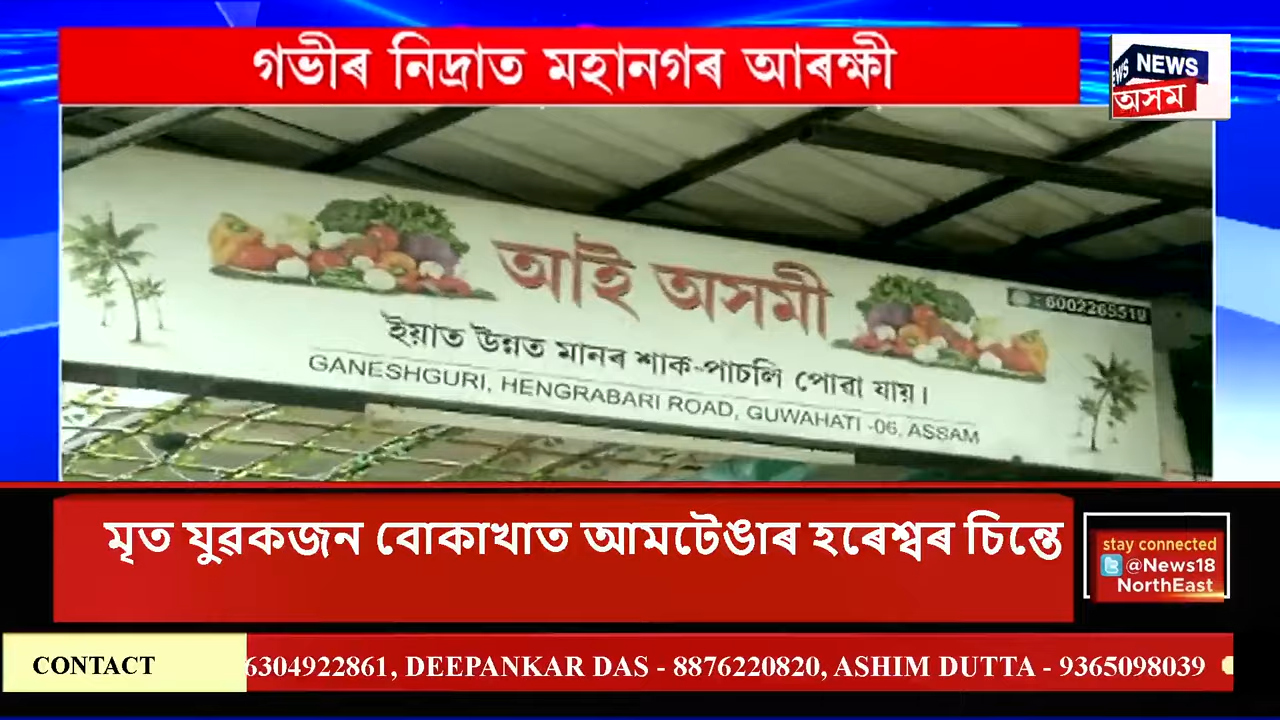 গভীৰ নিদ্ৰাত মহানগৰ আৰক্ষী
NEWS
অসম
আই অসমী
: 6002265519
ইয়াত উন্নত মানৰ শাক-পাচলি পোৱা যায়।
GANESHGURI, HENGRABARI ROAD, GUWAHATI -06, ASSAM
মৃত যুৱকজন বোকাখাত আমটেঙাৰ হৰেশ্বৰ চিন্তে
stay connected
@News18
NorthEast
CONTACT
6304922861, DEEPANKAR DAS - 8876220820, ASHIM DUTTA - 9365098039